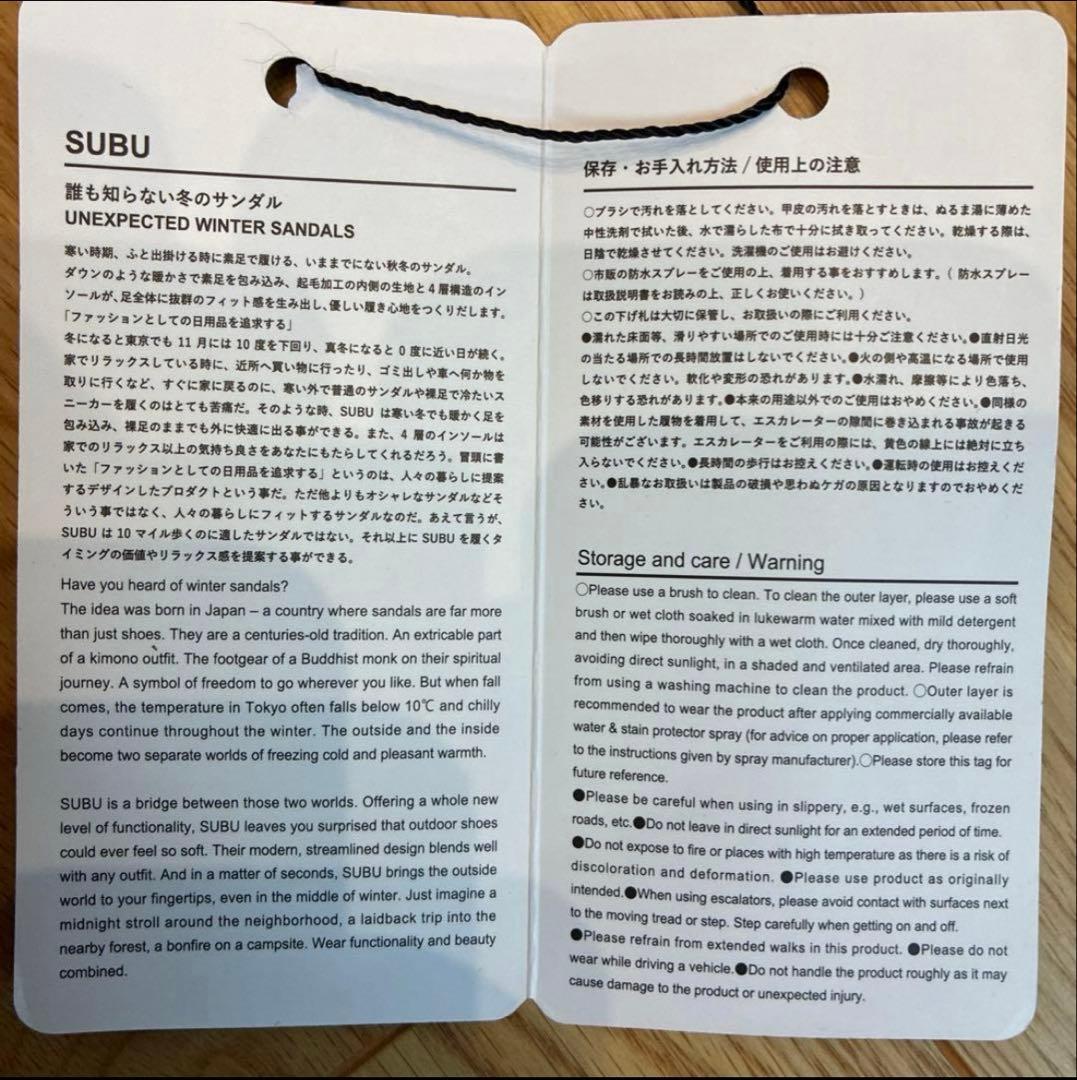 SUBU
誰も知らない冬のサンダル
UNEXPECTED WINTER SANDALS
寒い時期、ふと出掛ける時に素足で履ける、いままでにない秋冬のサンダル。
ダウンのような暖かさで素足を包み込み、起毛加工の内側の生地と4層構造のイン
ソールが、足全体に抜群のフィット感を生み出し、優しい履き心地をつくりだします。
「ファッションとしての日用品を追求する」
冬になると東京でも 11 月には 10 度を下回り、真冬になると 0 度に近い日が続く。
家でリラックスしている時に、近所へ買い物に行ったり、ゴミ出しや車へ何か物を
取りに行くなど、すぐに家に戻るのに、寒い外で普通のサンダルや裸足で冷たいス
ニーカーを履くのはとても苦痛だ。そのような時、SUBU は寒い冬でも暖かく足を
包み込み、裸足のままでも外に快適に出る事ができる。また、4 層のインソールは
家でのリラックス以上の気持ち良さをあなたにもたらしてくれるだろう。冒頭に書
いた「ファッションとしての日用品を追求する」というのは、人々の暮らしに提案
するデザインしたプロダクトという事だ。ただ他よりもオシャレなサンダルなどそ
ういう事ではなく、人々の暮らしにフィットするサンダルなのだ。あえて言うが、
SUBU は 10 マイル歩くのに適したサンダルではない。それ以上に SUBU を履くタ
イミングの価値やリラックス感を提案する事ができる。
Have you heard of winter sandals?
The idea was born in Japan – a country where sandals are far more
than just shoes. They are a centuries-old tradition. An extricable part
of a kimono outfit. The footgear of a Buddhist monk on their spiritual
journey. A symbol of freedom to go wherever you like. But when fall
comes, the temperature in Tokyo often falls below 10℃ and chilly
days continue throughout the winter. The outside and the inside
become two separate worlds of freezing cold and pleasant warmth.
SUBU is a bridge between those two worlds. Offering a whole new
level of functionality, SUBU leaves you surprised that outdoor shoes
could ever feel so soft. Their modern, streamlined design blends well
with any outfit. And in a matter of seconds, SUBU brings the outside
world to your fingertips, even in the middle of winter. Just imagine a
midnight stroll around the neighborhood, a laidback trip into the
nearby forest, a bonfire on a campsite. Wear functionality and beauty
combined.
保存・お手入れ方法 / 使用上の注意
○ブラシで汚れを落としてください。甲皮の汚れを落とすときは、ぬるま湯に薄めた
中性洗剤で拭いた後、水で濡らした布で十分に拭き取ってください。乾燥する際は、
日陰で乾燥させてください。洗濯機のご使用はお避けください。
○市販の防水スプレーをご使用の上、着用する事をおすすめします。( 防水スプレー
は取扱説明書をお読みの上、正しくお使いください。)
○この下げ札は大切に保管し、お取扱いの際にご利用ください。
●濡れた床面等、滑りやすい場所でのご使用時には十分ご注意ください。●直射日光
の当たる場所での長時間放置はしないでください。●火の側や高温になる場所で使用
しないでください。軟化や変形の恐れがあります。●水濡れ、摩擦等により色落ち、
色移りする恐れがあります。●本来の用途以外でのご使用はおやめください。●同様の
素材を使用した履物を着用して、エスカレーターの隙間に巻き込まれる事故が起きる
可能性がございます。エスカレーターをご利用の際には、黄色の線上には絶対に立ち
入らないでください。●長時間の歩行はお控えください。●運転時の使用はお控えくだ
さい。●乱暴なお取扱いは製品の破損や思わぬケガの原因となりますのでおやめくだ
さい。
Storage and care / Warning
○Please use a brush to clean. To clean the outer layer, please use a soft
brush or wet cloth soaked in lukewarm water mixed with mild detergent
and then wipe thoroughly with a wet cloth. Once cleaned, dry thoroughly,
avoiding direct sunlight, in a shaded and ventilated area. Please refrain
from using a washing machine to clean the product. ○Outer layer is
recommended to wear the product after applying commercially available
water & stain protector spray (for advice on proper application, please refer
to the instructions given by spray manufacturer).○Please store this tag for
future reference.
●Please be careful when using in slippery, e.g., wet surfaces, frozen
roads, etc.●Do not leave in direct sunlight for an extended period of time.
●Do not expose to fire or places with high temperature as there is a risk of
discoloration and deformation. ●Please use product as originally
intended.●When using escalators, please avoid contact with surfaces next
to the moving tread or step. Step carefully when getting on and off.
●Please refrain from extended walks in this product. ●Please do not
wear while driving a vehicle.●Do not handle the product roughly as it may
cause damage to the product or unexpected injury.